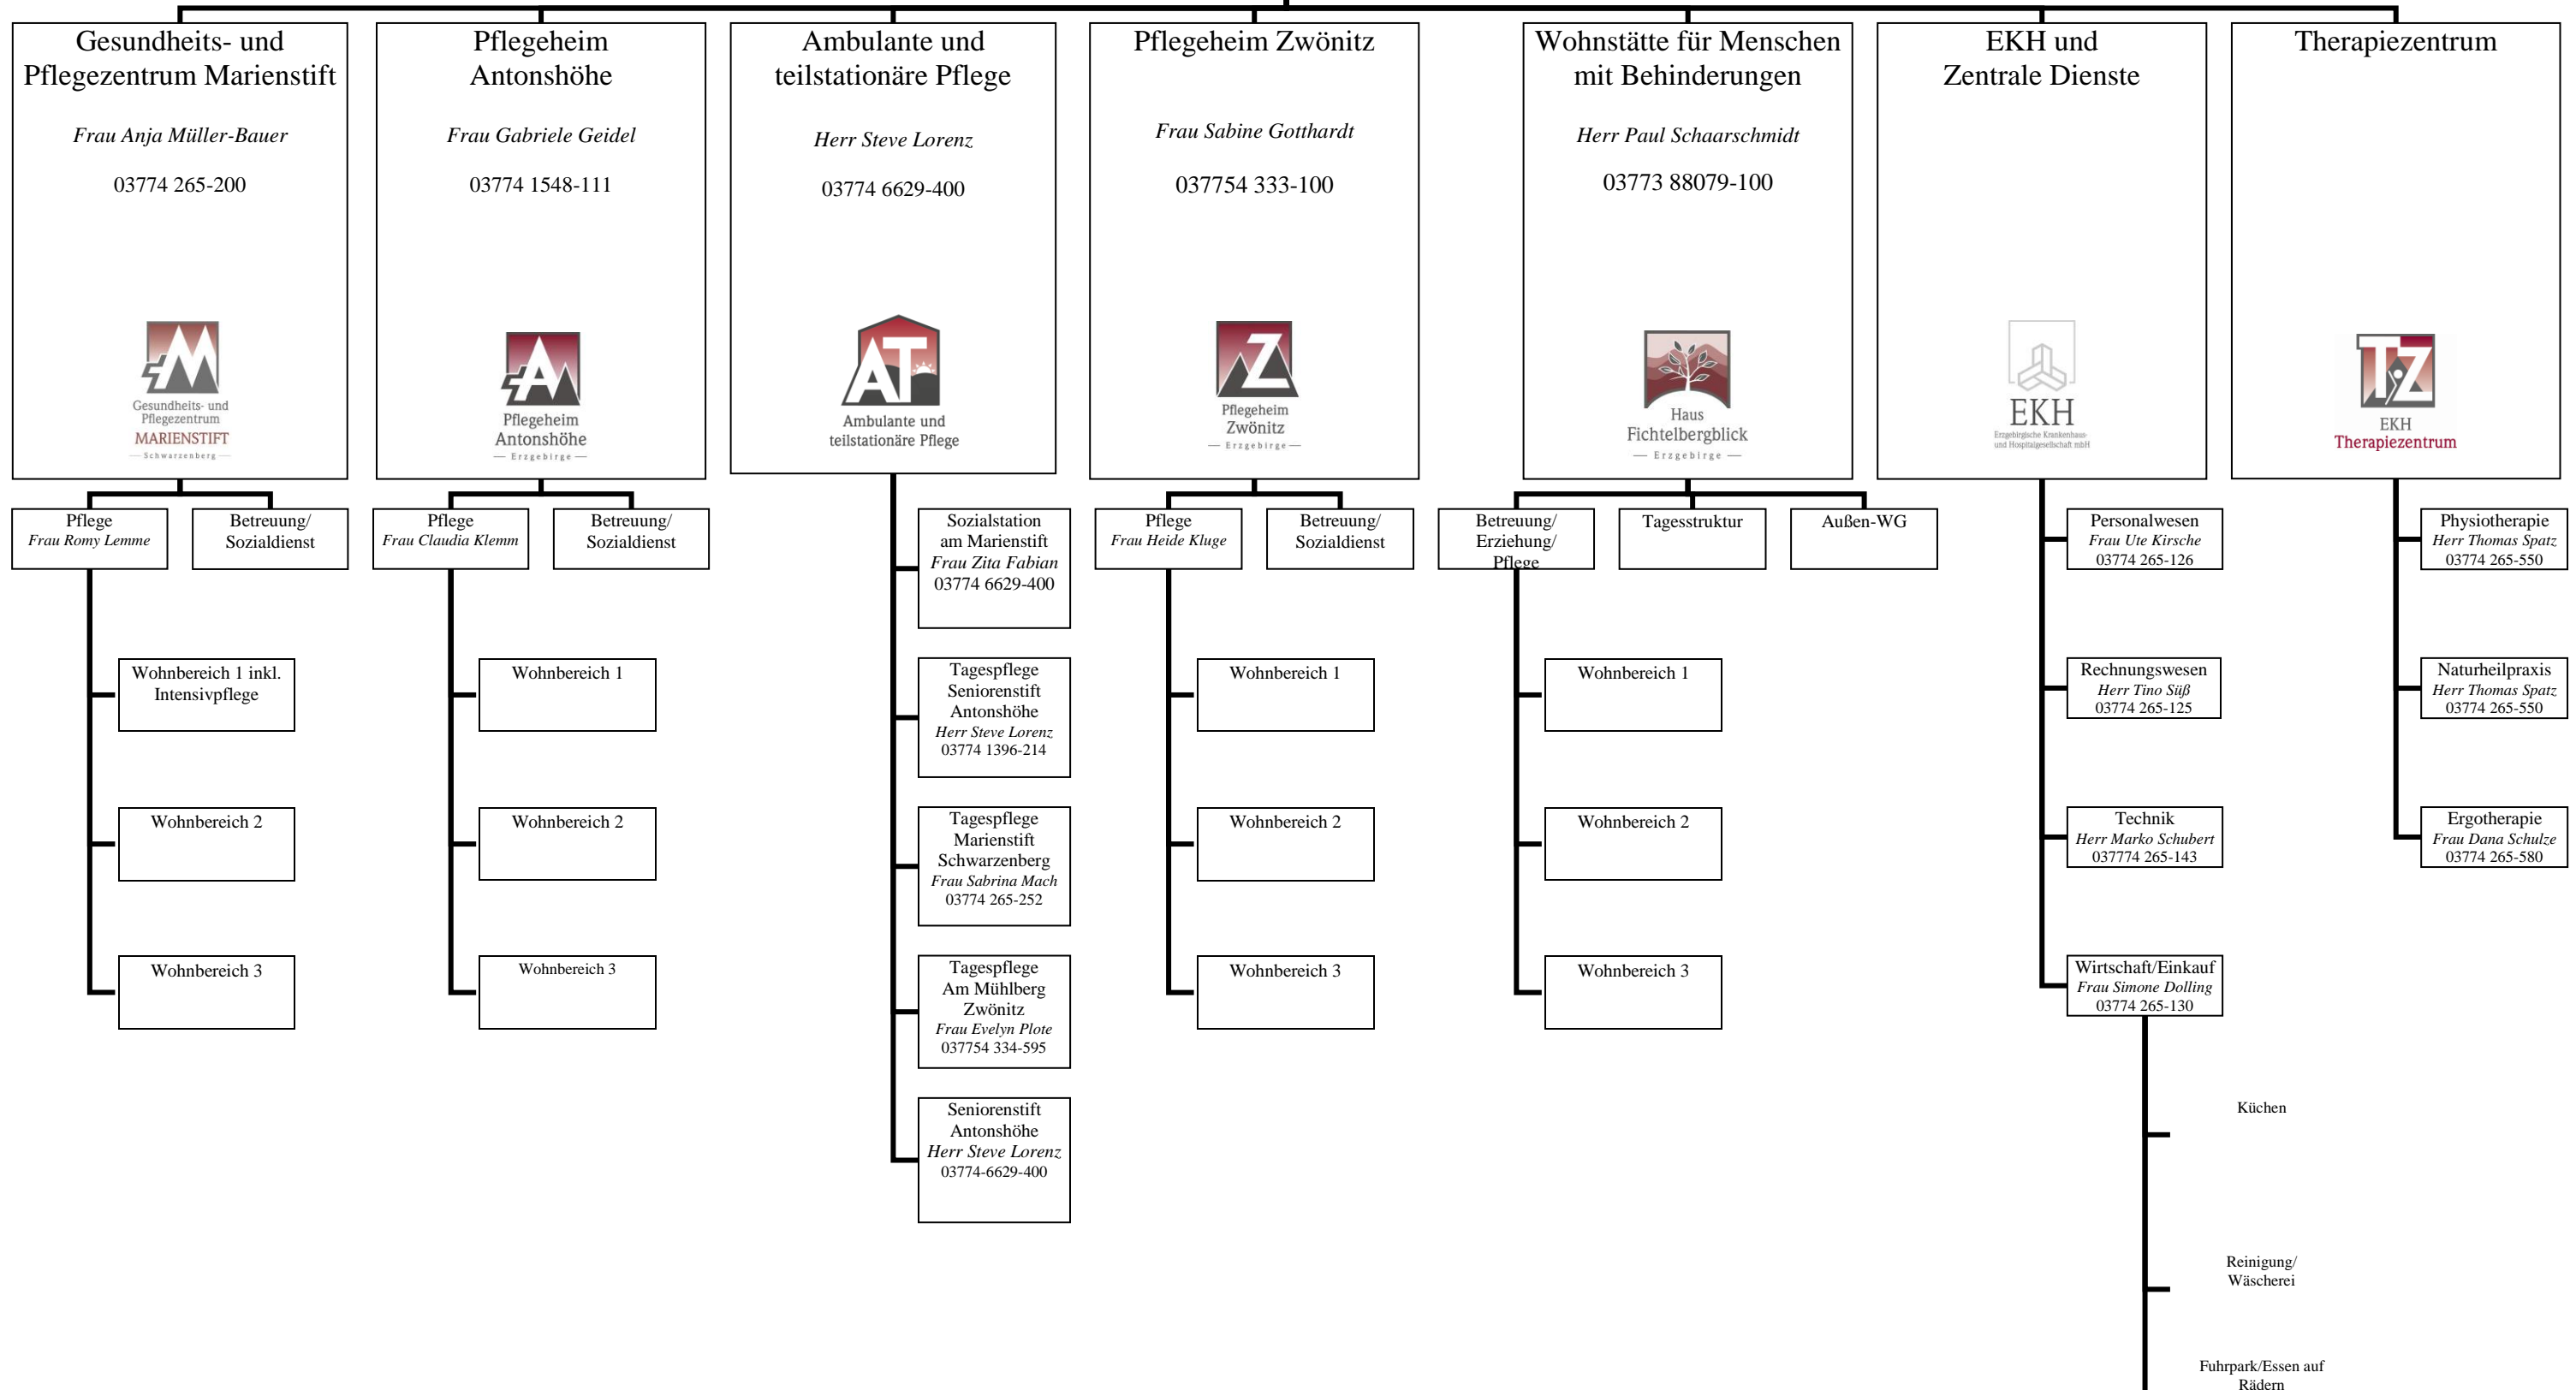 Gesundheits- und
Pflegezentrum Marienstift
Frau Anja Müller-Bauer
03774 265-200
M
Gesundheits- und
Pflegezentrum
MARIENSTIFT
Schwarzenberg
Pflege
Frau Romy Lemme
Betreuung/
Sozialdienst
Wohnbereich 1 inkl.
Intensivpflege
Wohnbereich 2
Wohnbereich 3
Pflegeheim
Antonshöhe
Frau Gabriele Geidel
03774 1548-111
A
Pflegeheim
Antonshöhe
Erzgebirge
Pflege
Frau Claudia Klemm
Betreuung/
Sozialdienst
Wohnbereich 1
Wohnbereich 2
Wohnbereich 3
Ambulante und
teilstationäre Pflege
Herr Steve Lorenz
03774 6629-400
AT
Ambulante und
teilstationäre Pflege
Sozialstation
am Marienstift
Frau Zita Fabian
03774 6629-400
Tagespflege
Seniorenstift
Antonshöhe
Herr Steve Lorenz
03774 1396-214
Tagespflege
Marienstift
Schwarzenberg
Frau Sabrina Mach
03774 265-252
Tagespflege
Am Mühlberg
Zwönitz
Frau Evelyn Plote
037754 334-595
Seniorenstift
Antonshöhe
Herr Steve Lorenz
03774-6629-400
Pflegeheim Zwönitz
Frau Sabine Gotthardt
037754 333-100
Z
Pflegeheim
Zwönitz
Erzgebirge
Pflege
Frau Heide Kluge
Betreuung/
Sozialdienst
Wohnbereich 1
Wohnbereich 2
Wohnbereich 3
Wohnstätte für Menschen
mit Behinderungen
Herr Paul Schaarschmidt
03773 88079-100
Haus
Fichtelbergblick
Erzgebirge
Betreuung/
Erziehung/
Pflege
Tagesstruktur
Außen-WG
Wohnbereich 1
Wohnbereich 2
Wohnbereich 3
EKH und
Zentrale Dienste
EKH
Erzgebirgische Krankenhaus-
und Hospitalgesellschaft mbH
Personalwesen
Frau Ute Kirsche
03774 265-126
Rechnungswesen
Herr Tino Süß
03774 265-125
Technik
Herr Marko Schubert
037774 265-143
Wirtschaft/Einkauf
Frau Simone Dolling
03774 265-130
Küchen
Reinigung/
Wäscherei
Fuhrpark/Essen auf
Rädern
Therapiezentrum
TZ
EKH
Therapiezentrum
Physiotherapie
Herr Thomas Spatz
03774 265-550
Naturheilpraxis
Herr Thomas Spatz
03774 265-550
Ergotherapie
Frau Dana Schulze
03774 265-580